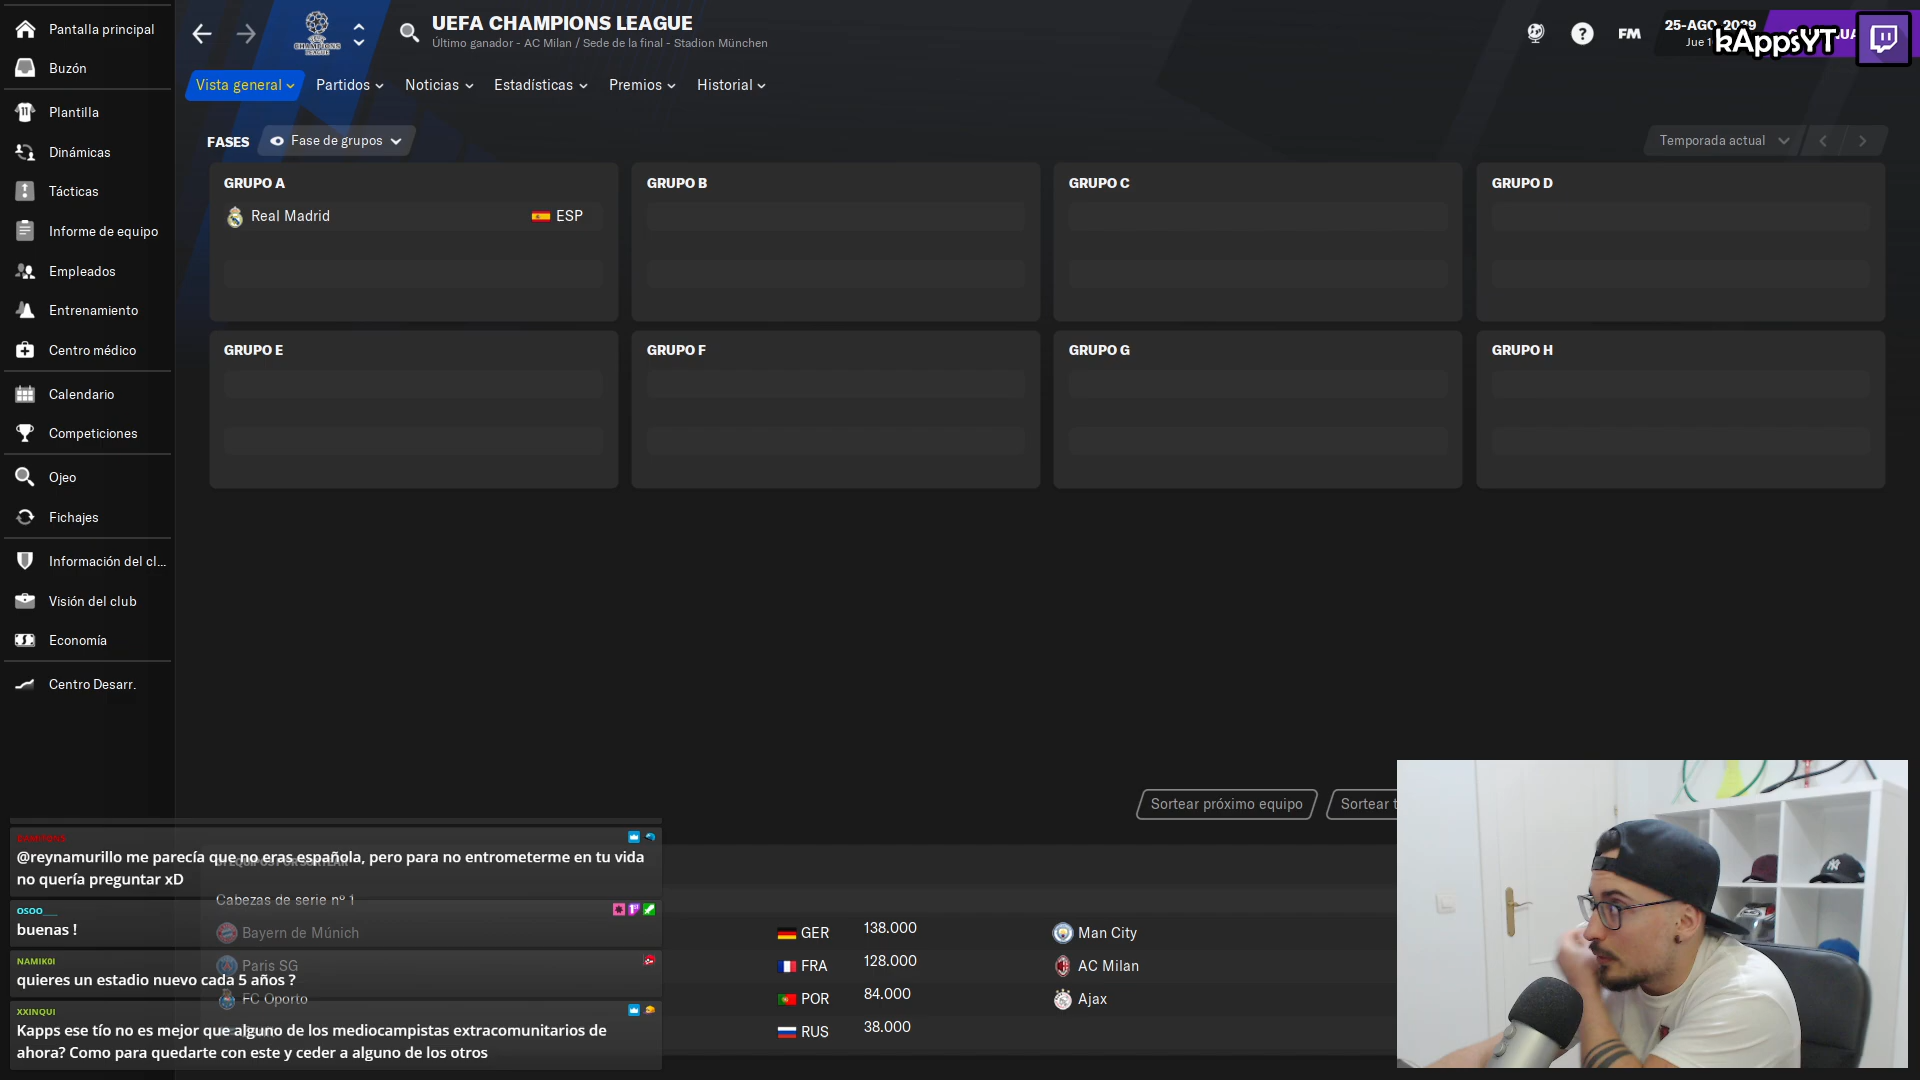 Pantalla principal
Buzón
Plantilla
Dinámicas
Tácticas
Informe de equipo
Empleados
Entrenamiento
Centro médico
Calendario
Competiciones
Ojeo
Fichajes
Información del cl...
Visión del club
Economía
Centro Desarr.
UEFA CHAMPIONS LEAGUE
Último ganador - AC Milan / Sede de la final - Stadion München
FM
25-AGO 2029
kAppsYT
Vista general
Partidos
Noticias
Estadísticas
Premios
Historial
FASES
Fase de grupos
Temporada actual
GRUPO A
Real Madrid ESP
GRUPO B
GRUPO C
GRUPO D
GRUPO E
GRUPO F
GRUPO G
GRUPO H
Sortear próximo equipo
Sortear t
@reynamurillo me parecía que no eras española, pero para no entrometerme en tu vida
no quería preguntar xD
Cabezas de serie nº 1
osoo__
buenas !
Bayern de Múnich GER 138.000 Man City
NAMIK0I
Paris SG FRA 128.000 AC Milan
quieres un estadio nuevo cada 5 años ?
FC Oporto POR 84.000 Ajax
XXINQUI
RUS 38.000
Kapps ese tío no es mejor que alguno de los mediocampistas extracomunitarios de
ahora? Como para quedarte con este y ceder a alguno de los otros